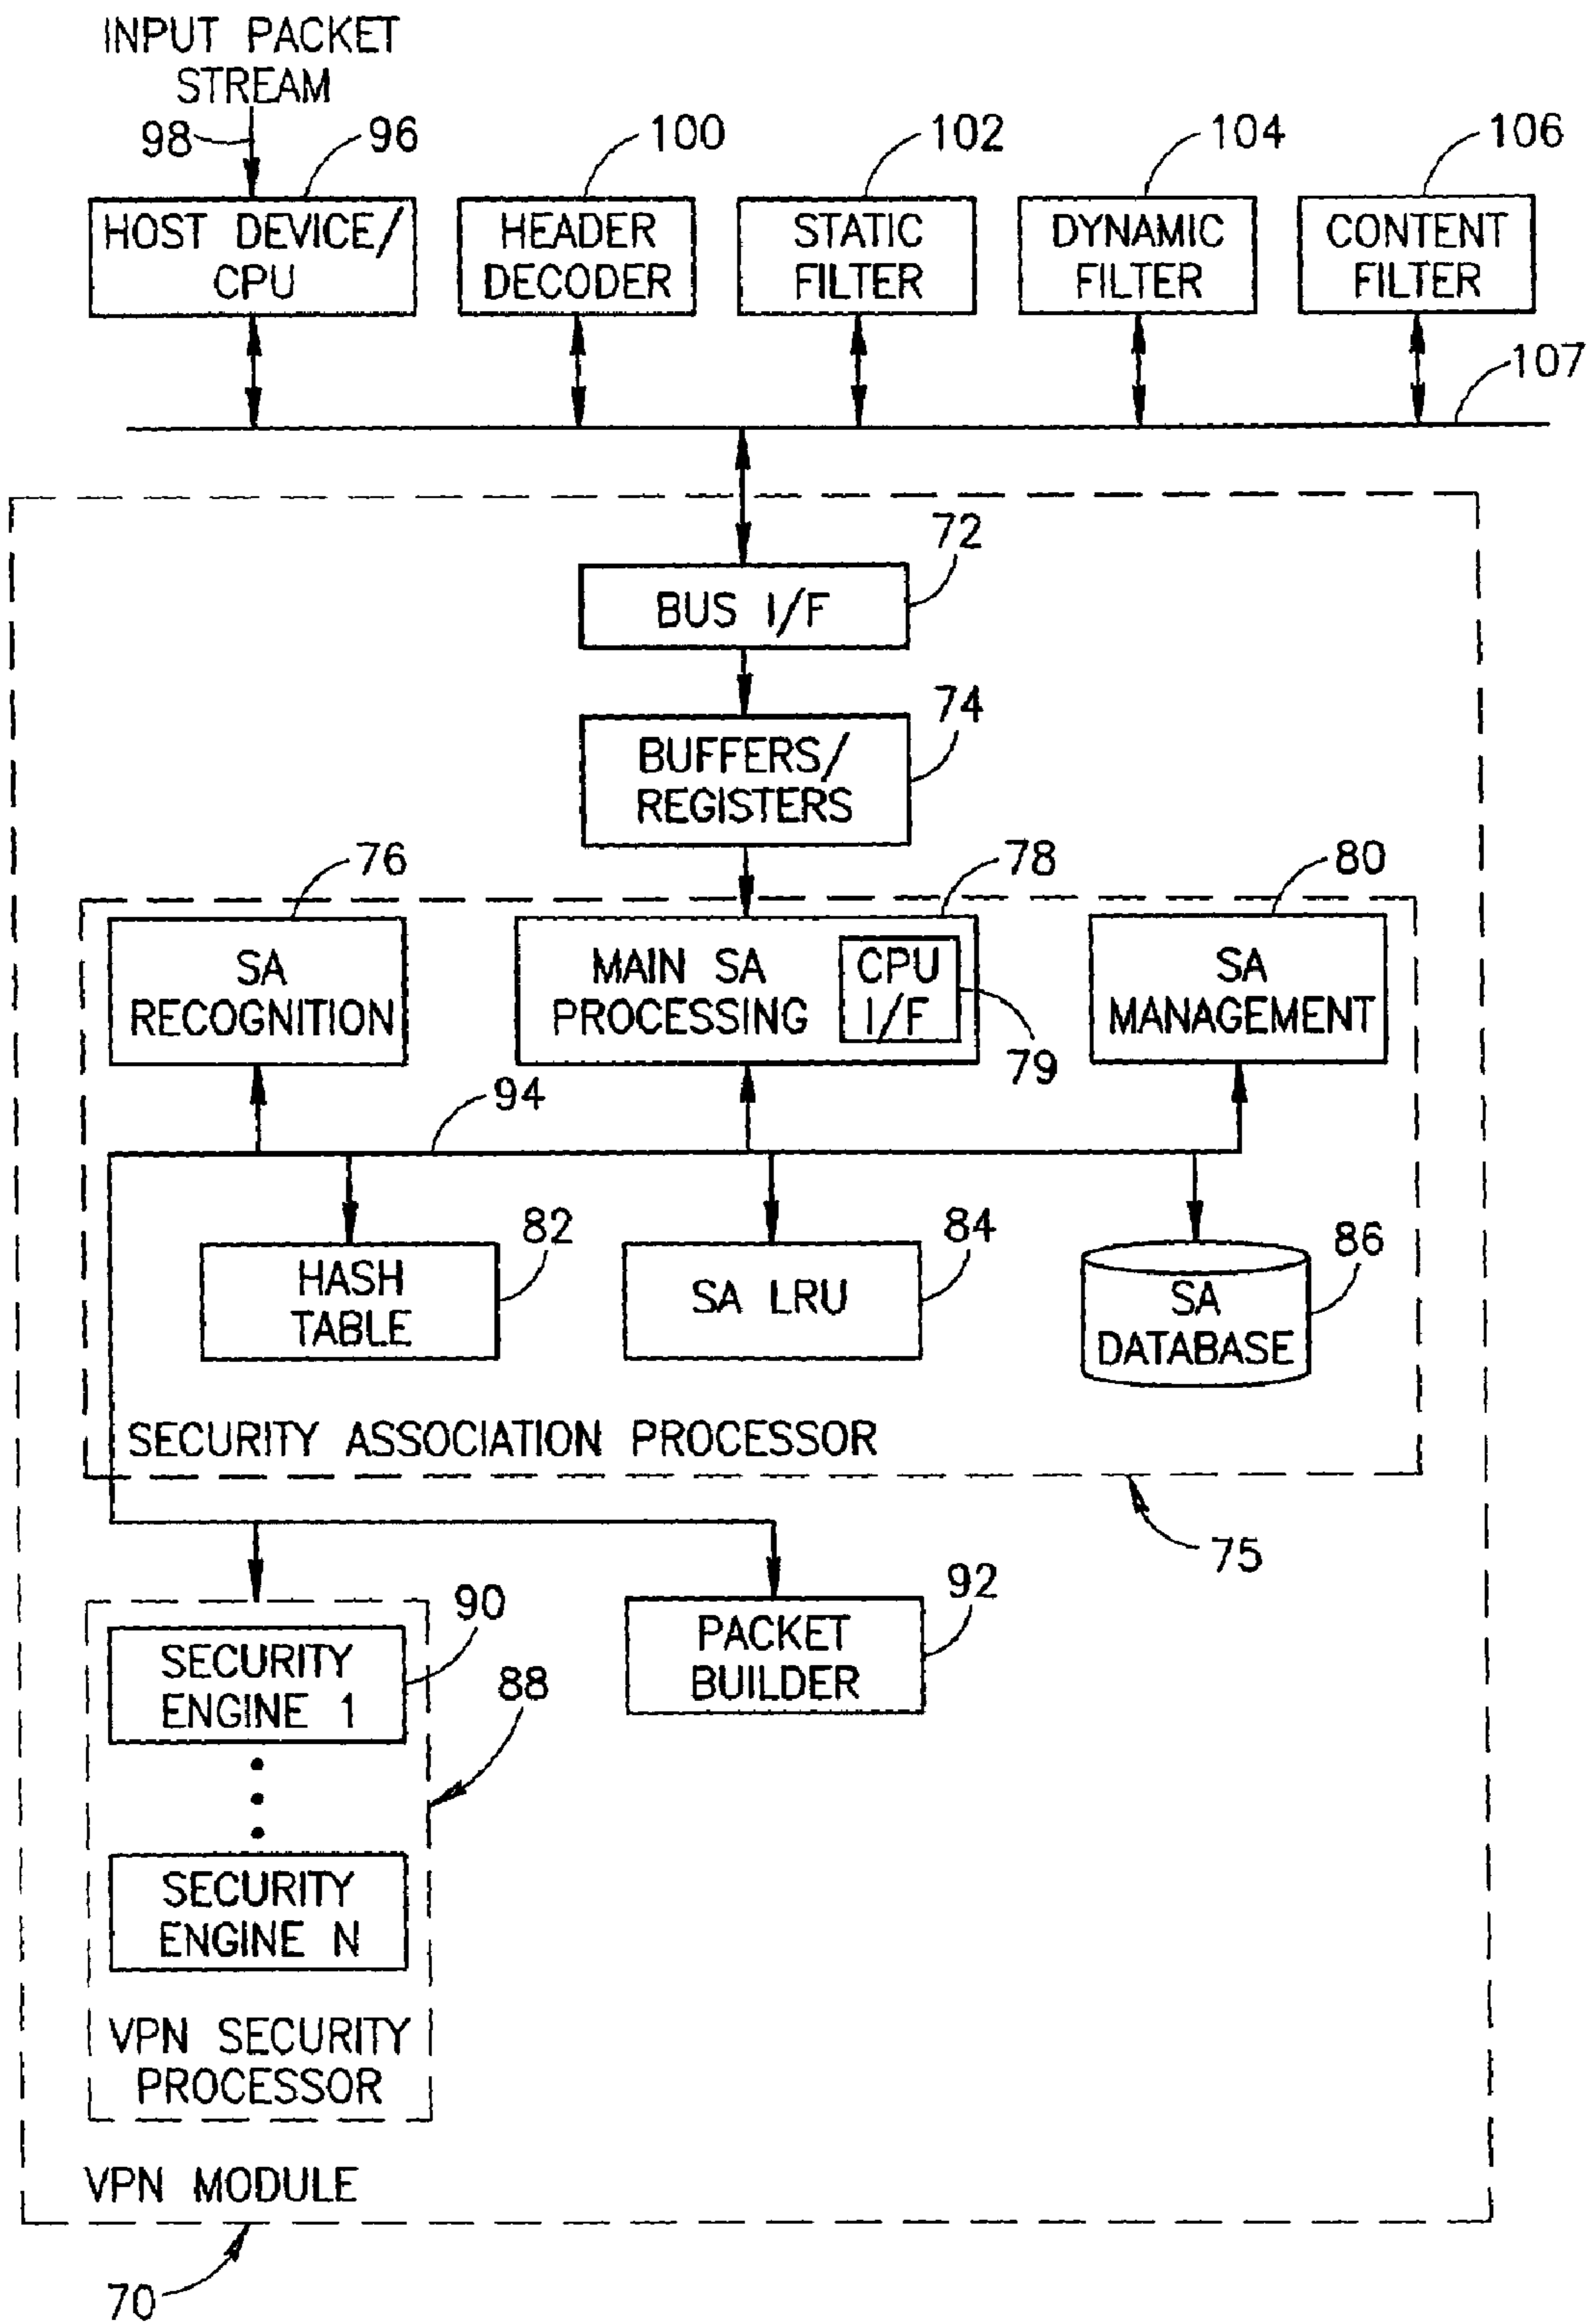 INPUT PACKET
STREAM
98
96
100
102
104
106
HOST DEVICE/
CPU
HEADER
DECODER
STATIC
FILTER
DYNAMIC
FILTER
CONTENT
FILTER
107
72
BUS I/F
74
BUFFERS/
REGISTERS
76
78
80
SA
RECOGNITION
MAIN SA
PROCESSING
CPU
I/F
SA
MANAGEMENT
79
94
82
84
86
HASH
TABLE
SA LRU
SA
DATABASE
SECURITY ASSOCIATION PROCESSOR
75
90
92
SECURITY
ENGINE 1
88
PACKET
BUILDER
SECURITY
ENGINE N
VPN SECURITY
PROCESSOR
VPN MODULE
70